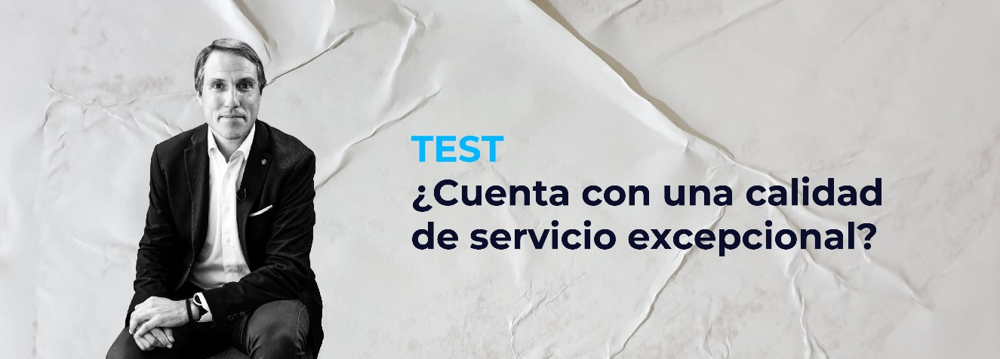 TEST
¿Cuenta con una calidad
de servicio excepcional?